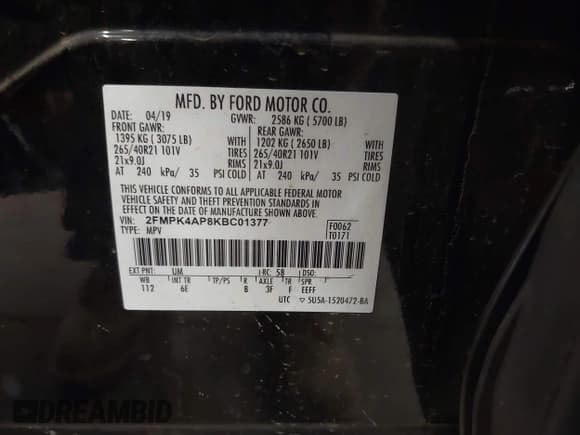 MFD. BY FORD MOTOR CO.
DATE: 04/19 GVWR: 2586 KG ( 5700 LB)
FRONT GAWR: REAR GAWR:
1395 KG ( 3075 LB) WITH 1202 KG ( 2650 LB) WITH
265/40R21 101V TIRES 265/40R21 101V TIRES
21x9.0J RIMS 21x9.0J RIMS
AT 240 kPa/ 35 PSI COLD AT 240 kPa/ 35 PSI COLD
THIS VEHICLE CONFORMS TO ALL APPLICABLE FEDERAL MOTOR
VEHICLE SAFETY AND THEFT PREVENTION STANDARDS IN
EFFECT ON THE DATE OF MANUFACTURE SHOWN ABOVE.
VIN: 2FMPK4AP8KBC01377 F0062
TYPE: MPV T0171
EXT PNT: UM RC: 58 DSO:
WB INT TR TP/PS R AXLE TR SPR
112 6E B 3F F EEFF
UTC ▽ 5U5A-1520472-BA
DREAMBID